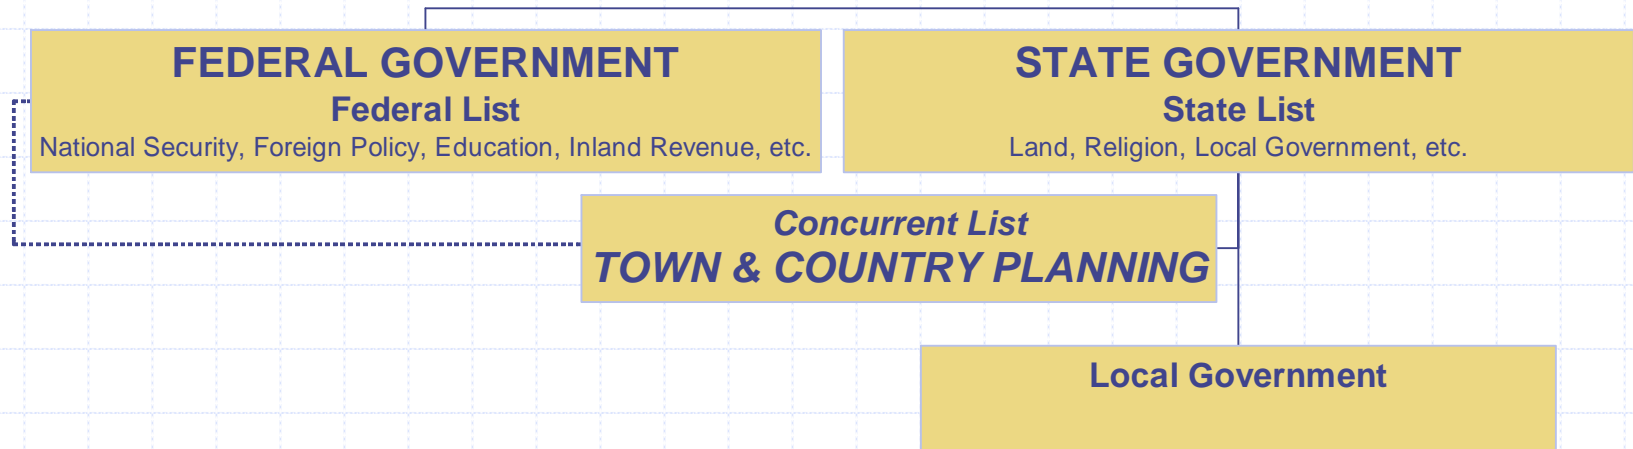 FEDERAL GOVERNMENT
Federal List
National Security, Foreign Policy, Education, Inland Revenue, etc.
STATE GOVERNMENT
State List
Land, Religion, Local Government, etc.
Concurrent List
TOWN & COUNTRY PLANNING
Local Government